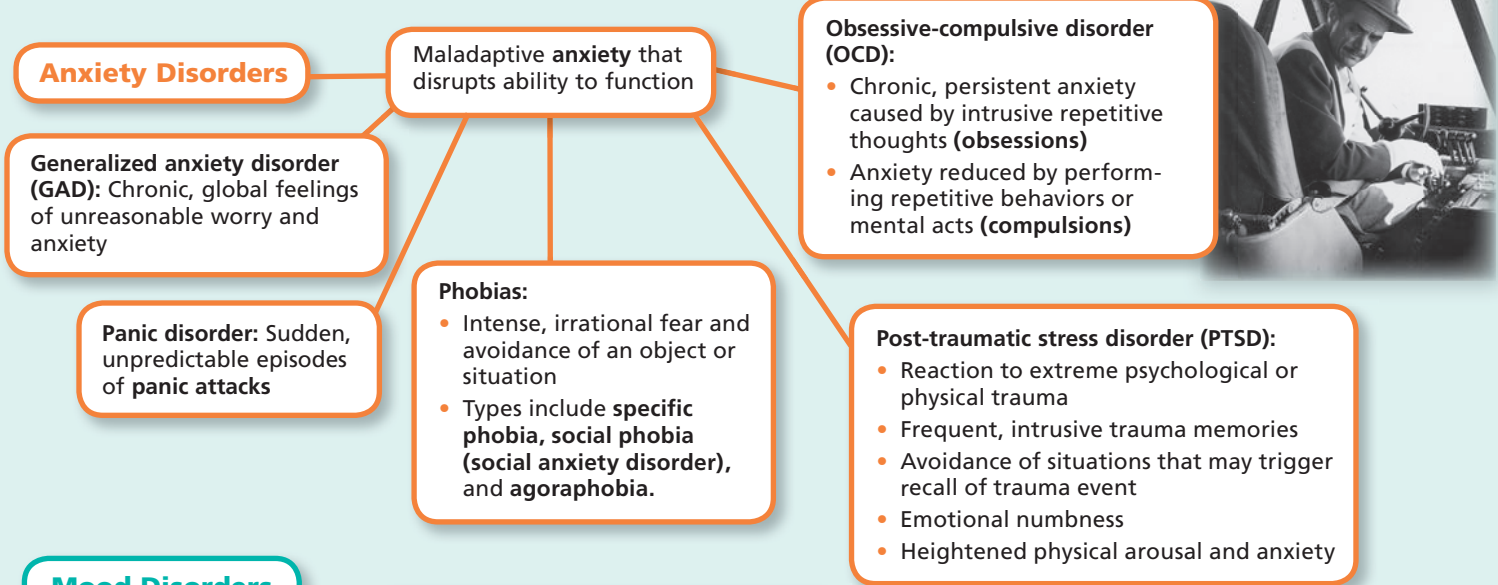 Anxiety Disorders
Maladaptive anxiety that
disrupts ability to function
Obsessive-compulsive disorder
(OCD):
• Chronic, persistent anxiety
caused by intrusive repetitive
thoughts (obsessions)
• Anxiety reduced by perform-
ing repetitive behaviors or
mental acts (compulsions)
Generalized anxiety disorder
(GAD): Chronic, global feelings
of unreasonable worry and
anxiety
Panic disorder: Sudden,
unpredictable episodes
of panic attacks
Phobias:
• Intense, irrational fear and
avoidance of an object or
situation
• Types include specific
phobia, social phobia
(social anxiety disorder),
and agoraphobia.
Post-traumatic stress disorder (PTSD):
• Reaction to extreme psychological or
physical trauma
• Frequent, intrusive trauma memories
• Avoidance of situations that may trigger
recall of trauma event
• Emotional numbness
• Heightened physical arousal and anxiety
Mood Disorders